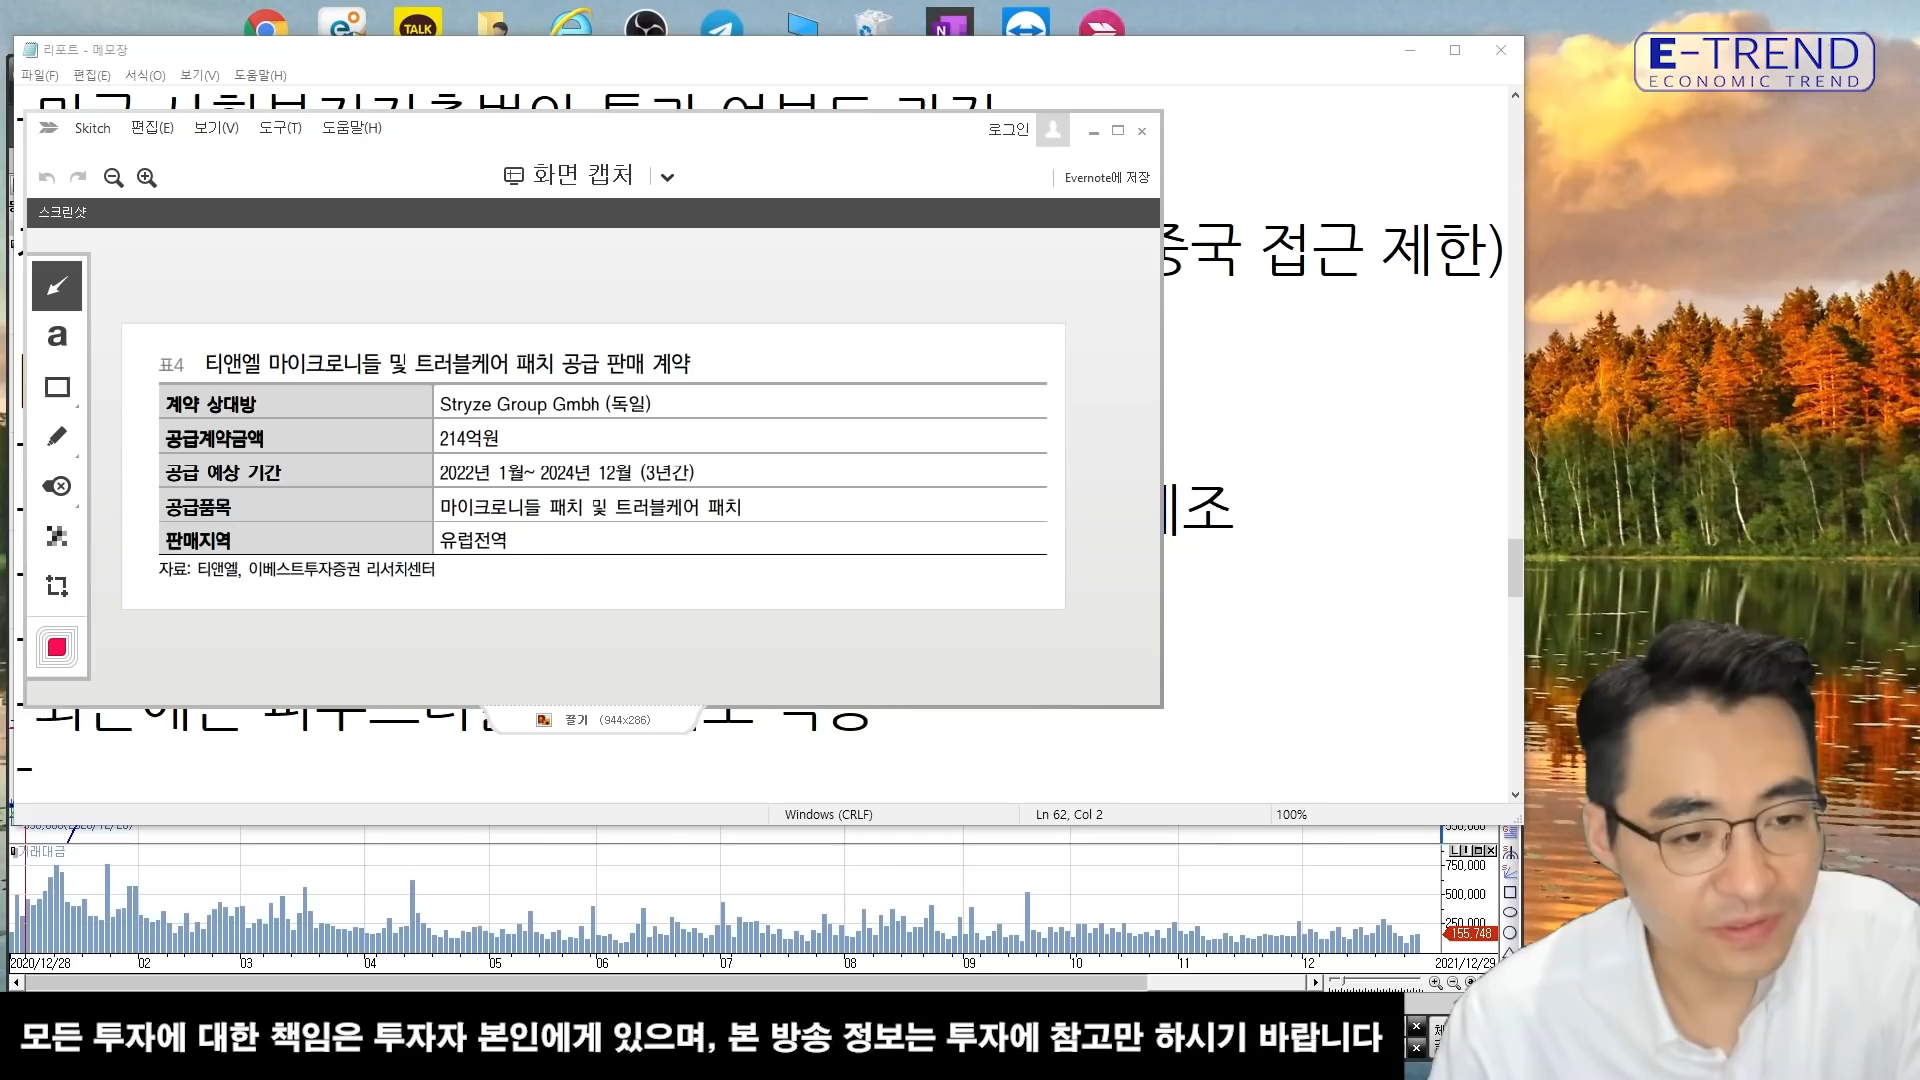 TALK
리포트 - 메모장
파일(F) 편집(E) 서식(O) 보기(V) 도움말(H)
E-TREND
ECONOMIC TREND
Skitch 편집(E) 보기(V) 도구(T) 도움말(H)
로그인
화면 캡처
Evernote에 저장
스크린샷
중국 접근 제한)
a
표4 티앤엘 마이크로니들 및 트러블케어 패치 공급 판매 계약
계약 상대방 Stryze Group Gmbh (독일)
공급계약금액 214억원
공급 예상 기간 2022년 1월~ 2024년 12월 (3년간)
공급품목 마이크로니들 패치 및 트러블케어 패치
판매지역 유럽전역
자료: 티앤엘, 이베스트투자증권 리서치센터
제조
끌기 (944x286)
-
Windows (CRLF) Ln 62, Col 2 100%
거래대금
750,000
500,000
250,000
155,748
2020/12/28 02 03 04 05 06 07 08 09 10 11 12 2021/12/29
모든 투자에 대한 책임은 투자자 본인에게 있으며, 본 방송 정보는 투자에 참고만 하시기 바랍니다